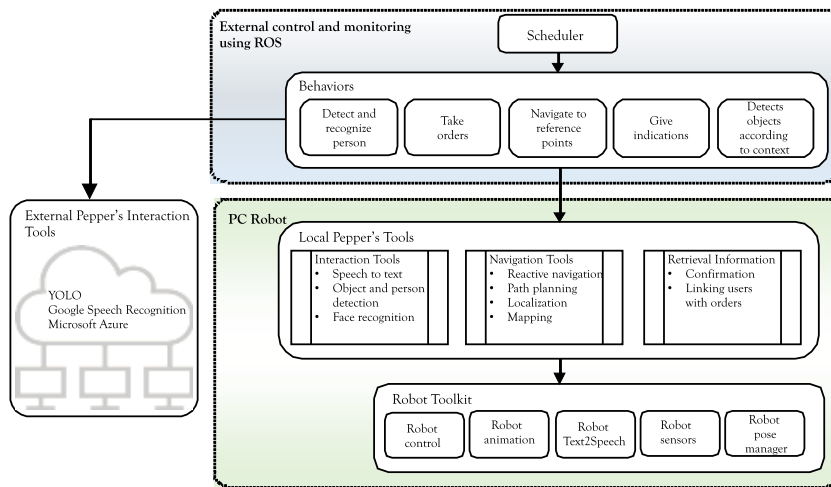 External control and monitoring
using ROS
Scheduler
Behaviors
Detect and
recognize
person
Take
orders
Navigate to
reference
points
Give
indications
Detects
objects
according
to context
External Pepper's Interaction
Tools
YOLO
Google Speech Recognition
Microsoft Azure
PC Robot
Local Pepper's Tools
Interaction Tools
• Speech to text
• Object and person
detection
• Face recognition
Navigation Tools
• Reactive navigation
• Path planning
• Localization
• Mapping
Retrieval Information
• Confirmation
• Linking users
with orders
Robot Toolkit
Robot
control
Robot
animation
Robot
Text2Speech
Robot
sensors
Robot
pose
manager